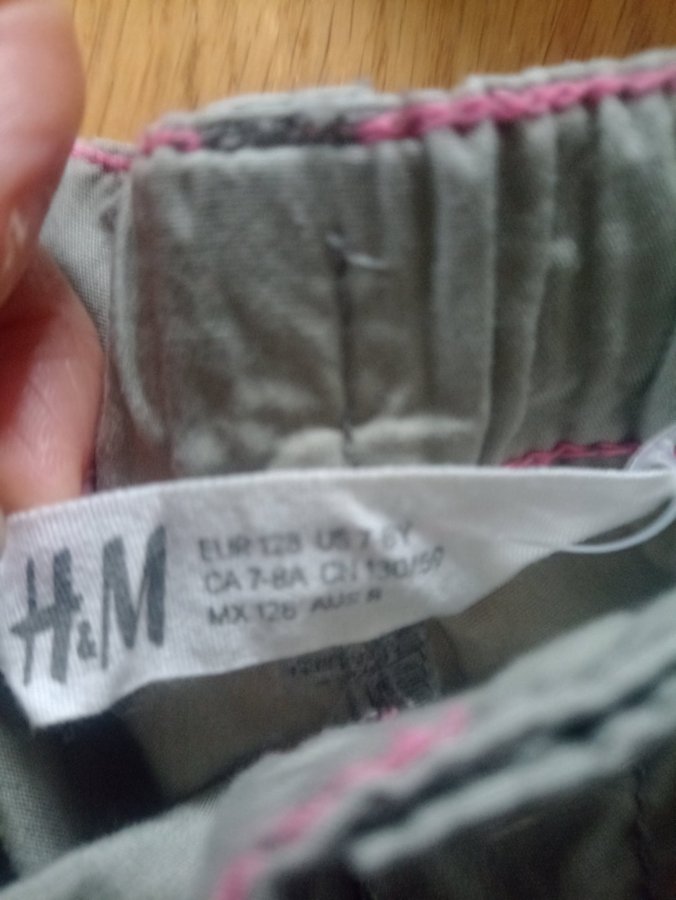 H&M
EUR 128 US 7-8Y
CA 7-8A CN 130/59
MX 128 AUS 8